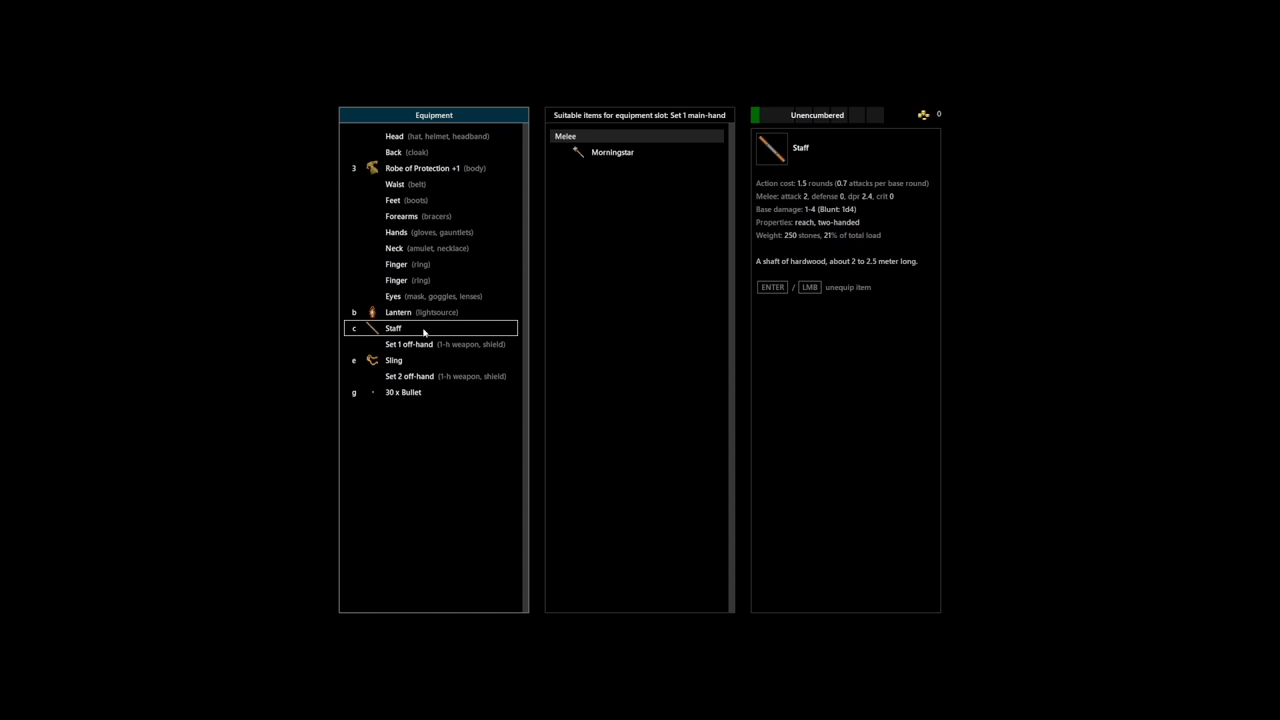 Equipment
Head (hat, helmet, headband)
Back (cloak)
3 Robe of Protection +1 (body)
Waist (belt)
Feet (boots)
Forearms (bracers)
Hands (gloves, gauntlets)
Neck (amulet, necklace)
Finger (ring)
Finger (ring)
Eyes (mask, goggles, lenses)
b Lantern (lightsource)
c Staff
Set 1 off-hand (1-h weapon, shield)
e Sling
Set 2 off-hand (1-h weapon, shield)
g 30 x Bullet
Suitable items for equipment slot: Set 1 main-hand
Melee
Morningstar
Unencumbered 0
Staff
Action cost: 1.5 rounds (0.7 attacks per base round)
Melee: attack 2, defense 0, dpr 2.4, crit 0
Base damage: 1-4 (Blunt: 1d4)
Properties: reach, two-handed
Weight: 250 stones, 21% of total load
A shaft of hardwood, about 2 to 2.5 meter long.
ENTER / LMB unequip item